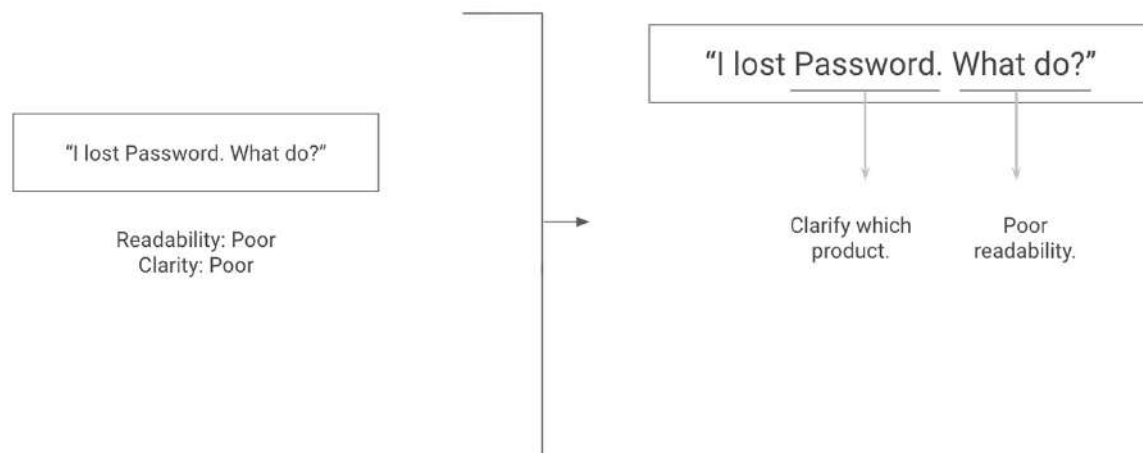 “I lost Password. What do?”
Readability: Poor
Clarity: Poor
“I lost Password. What do?”
Clarify which
product.
Poor
readability.